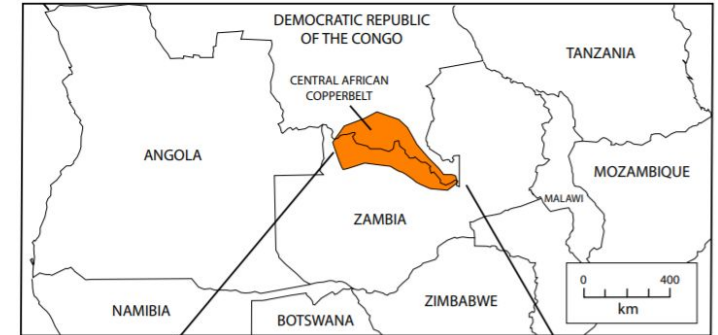 DEMOCRATIC REPUBLIC
OF THE CONGO
TANZANIA
CENTRAL AFRICAN
COPPERBELT
ANGOLA
MOZAMBIQUE
MALAWI
ZAMBIA
0 400
km
NAMIBIA
ZIMBABWE
BOTSWANA